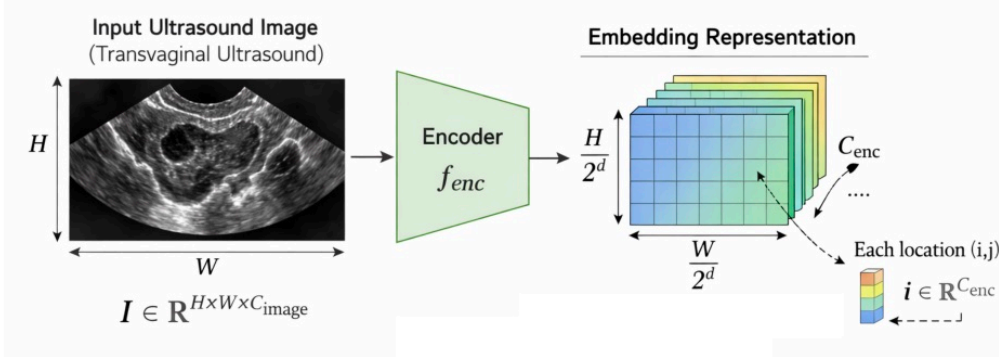 Input Ultrasound Image
(Transvaginal Ultrasound)
H
W
I ∈ ℝ^{H×W×C_image}
Encoder
f_enc
Embedding Representation
H/2^d
W/2^d
C_enc
....
Each location (i,j)
i ∈ ℝ^{C_enc}